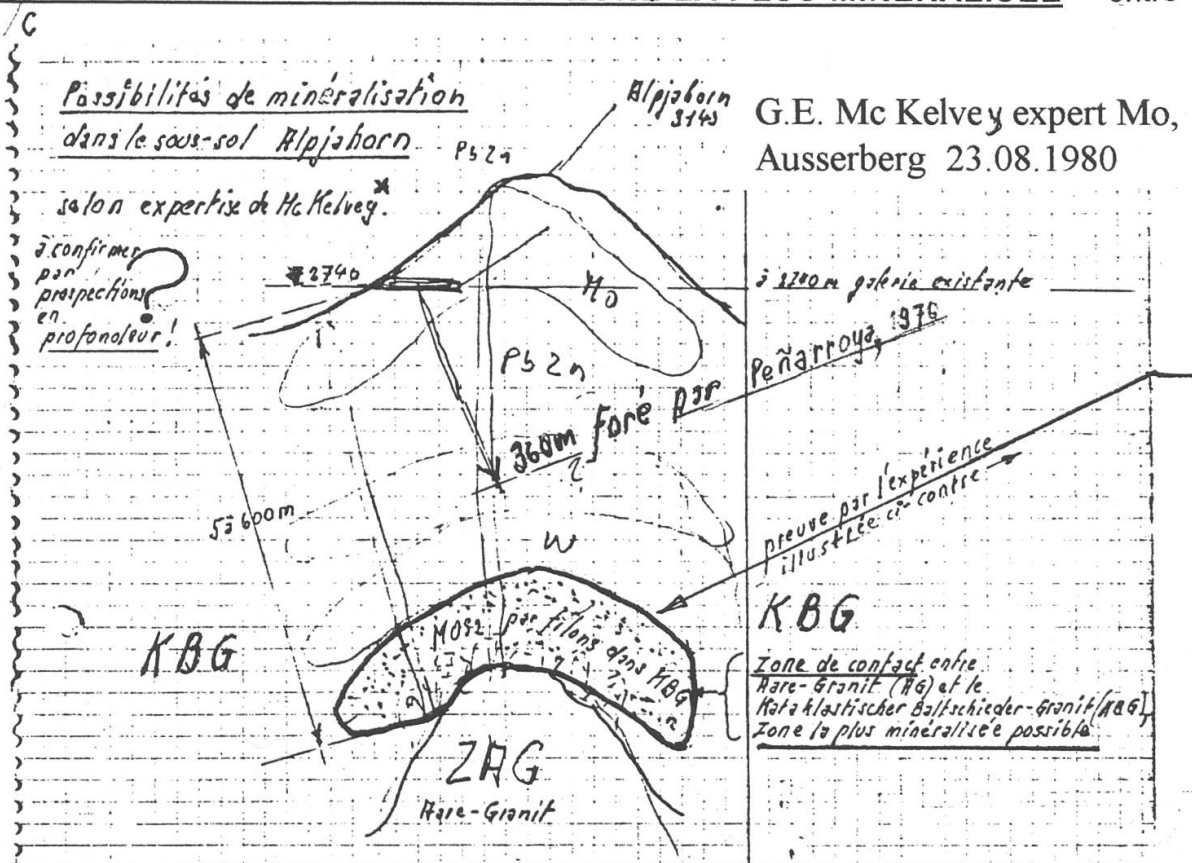 LA PLUS MINERALISEE
Possibilités de minéralisation
dans le sous-sol Alpjahorn
selon expertise de Mc Kelvey.x
à confirmer
par
prospections
en
profondeur!
?
Alpjahorn
3145
G.E. Mc Kelvey expert Mo,
Ausserberg 23.08.1980
Pb Zn
2740
Mo
à 2740 m galerie existante
Pb Zn
360m foré par
Peñarroya, 1976
5 à 600m
preuve par l'expérience
illustrée ci-contre
W
KBG
MOS2 par filons dans KBG
KBG
Zone de contact entre
Aare-Granit (AG) et le
Kataklastischer Baltschieder-Granit (KBG),
Zone la plus minéralisée possible
ZAG
Aare-Granit